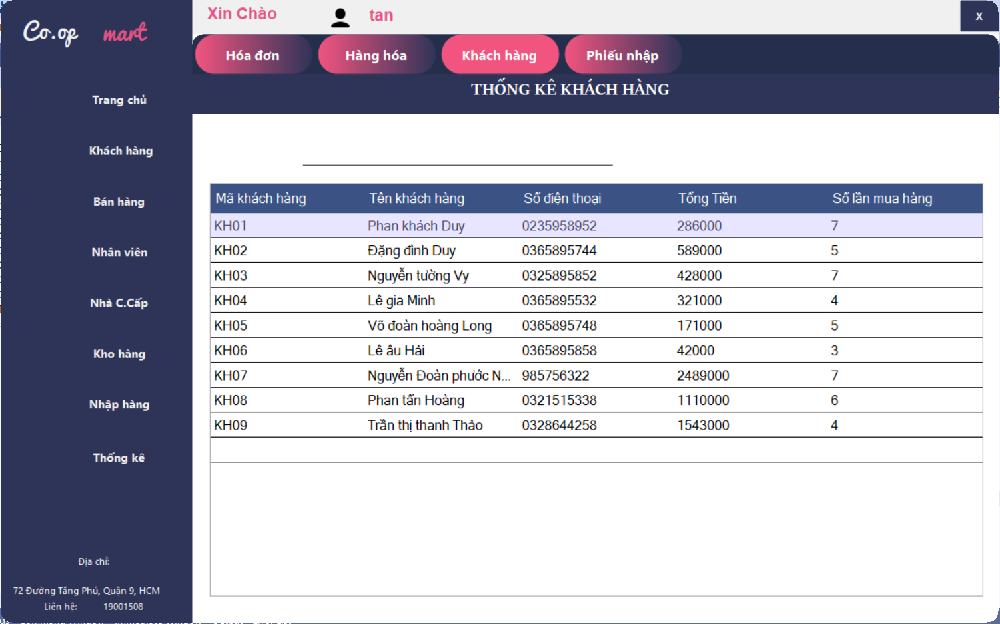 Co.op mart
Xin Chào tan x
Hóa đơn Hàng hóa Khách hàng Phiếu nhập
THỐNG KÊ KHÁCH HÀNG
Trang chủ
Khách hàng
Bán hàng
Nhân viên
Nhà C.Cấp
Kho hàng
Nhập hàng
Thống kê
Địa chỉ:
72 Đường Tăng Phú, Quận 9, HCM
Liên hệ: 19001508
Mã khách hàng Tên khách hàng Số điện thoại Tổng Tiền Số lần mua hàng
KH01 Phan khách Duy 0235958952 286000 7
KH02 Đặng đình Duy 0365895744 589000 5
KH03 Nguyễn tường Vy 0325895852 428000 7
KH04 Lê gia Minh 0365895532 321000 4
KH05 Võ đoàn hoàng Long 0365895748 171000 5
KH06 Lê âu Hải 0365895858 42000 3
KH07 Nguyễn Đoàn phước N... 985756322 2489000 7
KH08 Phan tấn Hoàng 0321515338 1110000 6
KH09 Trần thị thanh Thảo 0328644258 1543000 4